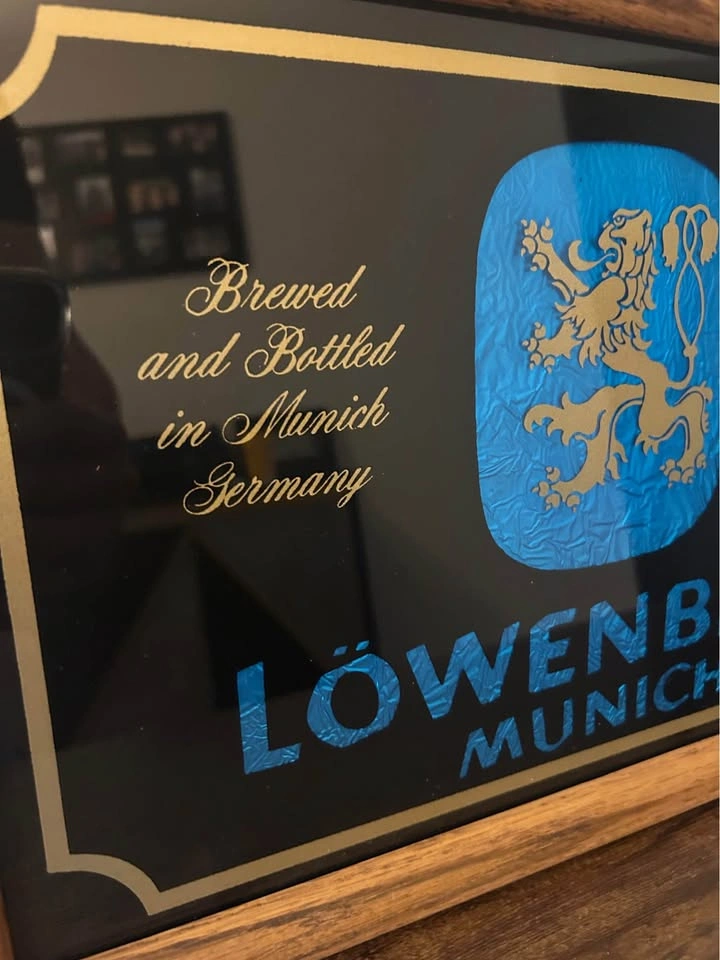 Brewed
and Bottled
in Munich
Germany
LÖWENB
MUNICH